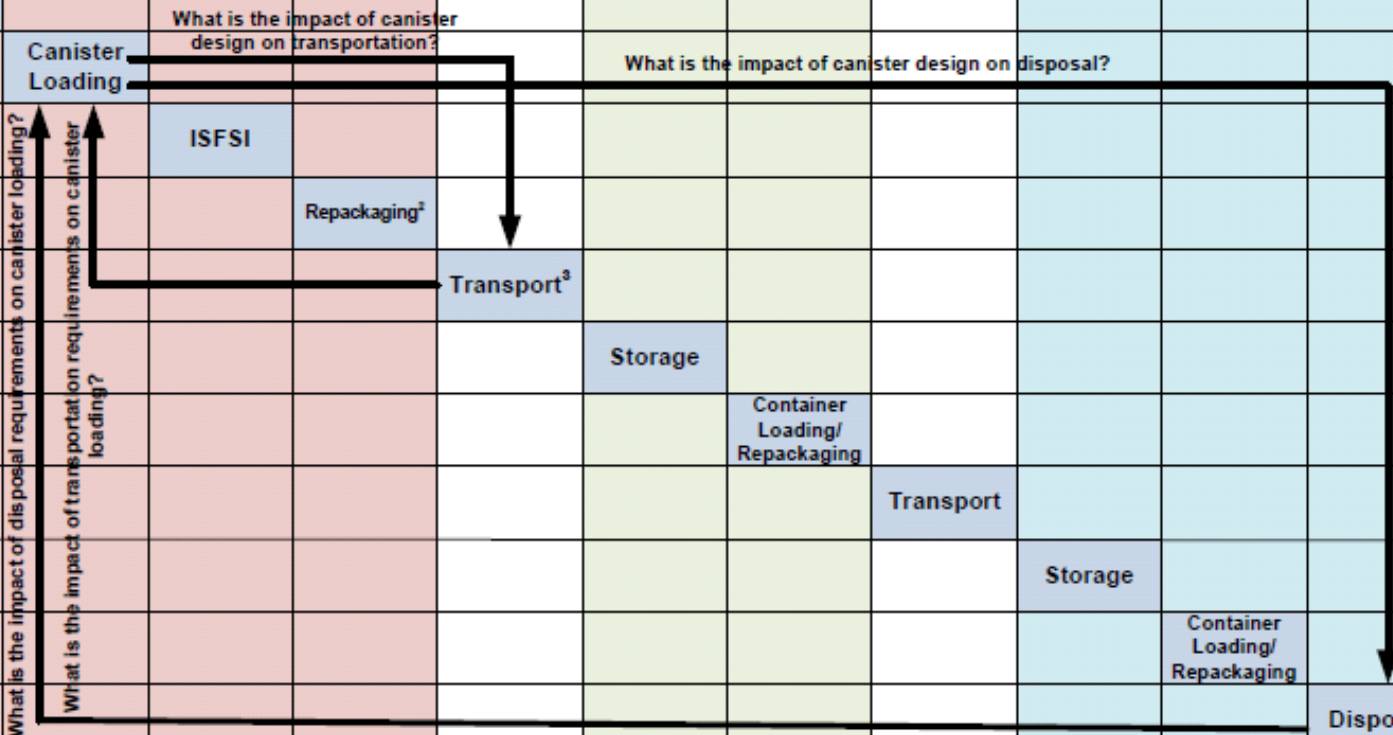 What is the impact of canister
design on transportation?
Canister
Loading
What is the impact of canister design on disposal?
ISFSI
Repackaging²
Transport³
Storage
Container
Loading/
Repackaging
Transport
Storage
Container
Loading/
Repackaging
Dispo
What is the impact of disposal requirements on canister loading?
What is the impact of transportation requirements on canister
loading?